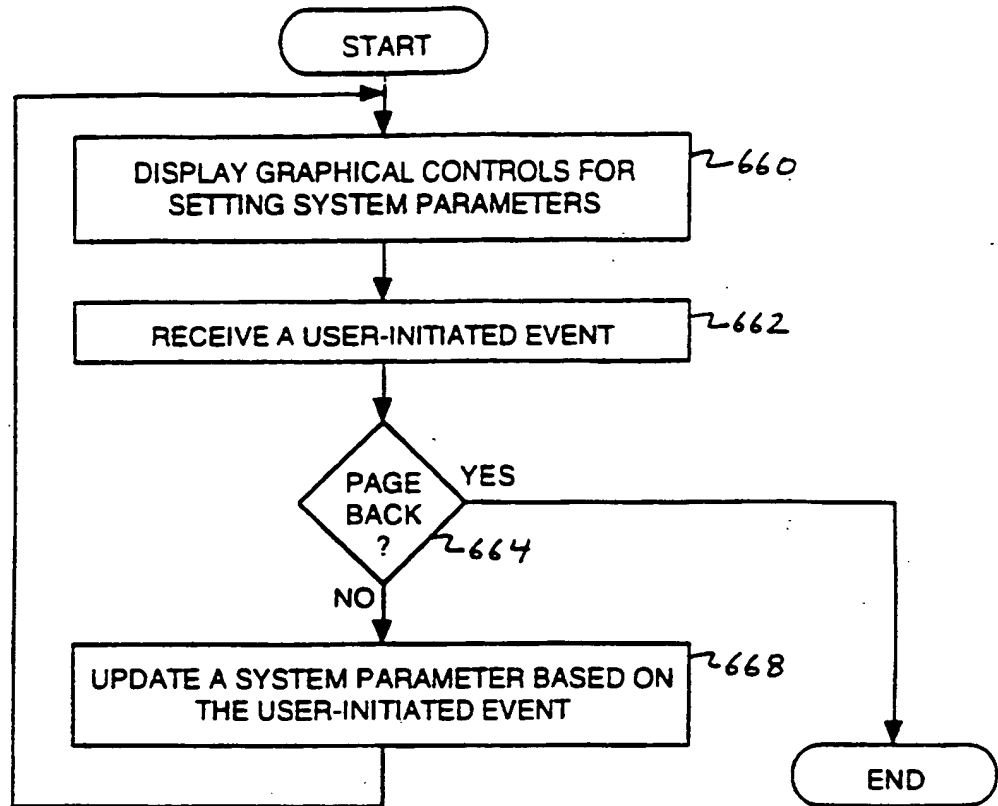 START
DISPLAY GRAPHICAL CONTROLS FOR
SETTING SYSTEM PARAMETERS
660
RECEIVE A USER-INITIATED EVENT
662
PAGE
BACK
?
YES
664
NO
UPDATE A SYSTEM PARAMETER BASED ON
THE USER-INITIATED EVENT
668
END